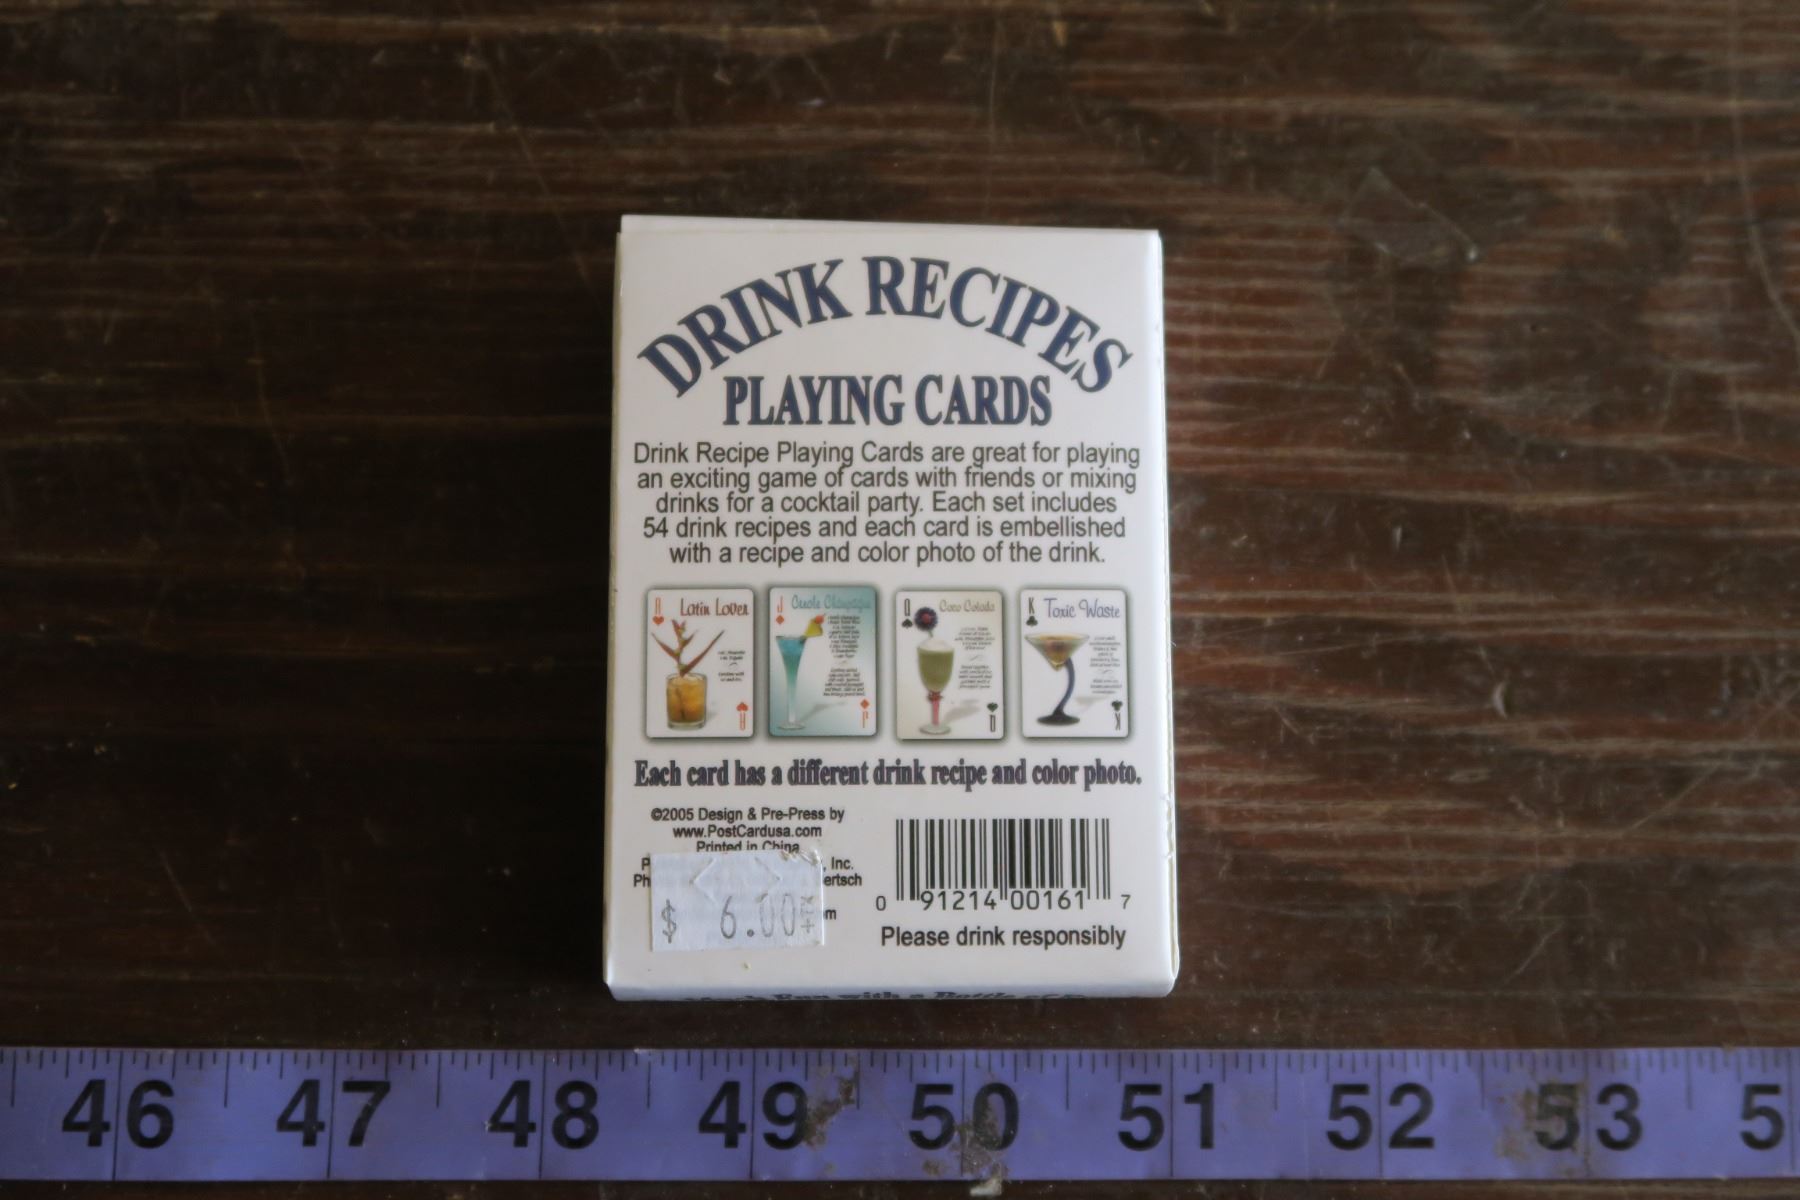 DRINK RECIPES
PLAYING CARDS
Drink Recipe Playing Cards are great for playing
an exciting game of cards with friends or mixing
drinks for a cocktail party. Each set includes
54 drink recipes and each card is embellished
with a recipe and color photo of the drink.
A Latin Lover
J Creole Champagne
Q Coco Colada
K Toxic Waste
A
J
Q
K
Each card has a different drink recipe and color photo.
©2005 Design & Pre-Press by
www.PostCardusa.com
Printed in China
P , Inc.
Ph ertsch
om
$ 6.00
0 91214 00161 7
Please drink responsibly
46 47 48 49 50 51 52 53 5